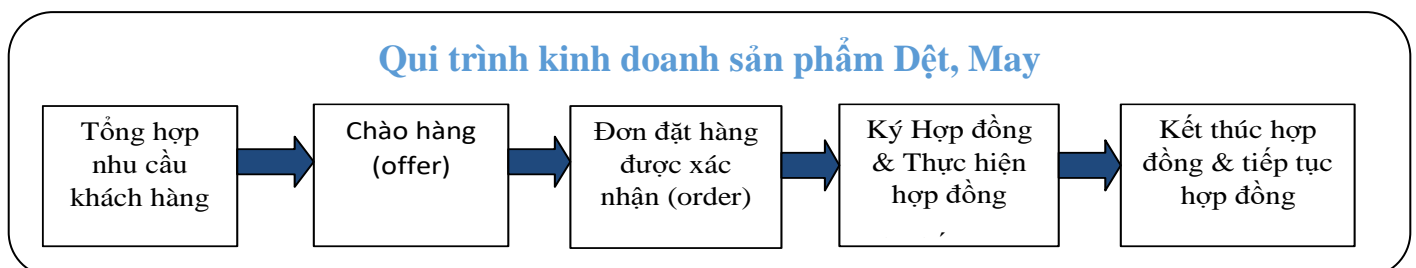 Qui trình kinh doanh sản phẩm Dệt, May
Tổng hợp
nhu cầu
khách hàng
Chào hàng
(offer)
Đơn đặt hàng
được xác
nhận (order)
Ký Hợp đồng
& Thực hiện
hợp đồng
Kết thúc hợp
đồng & tiếp tục
hợp đồng